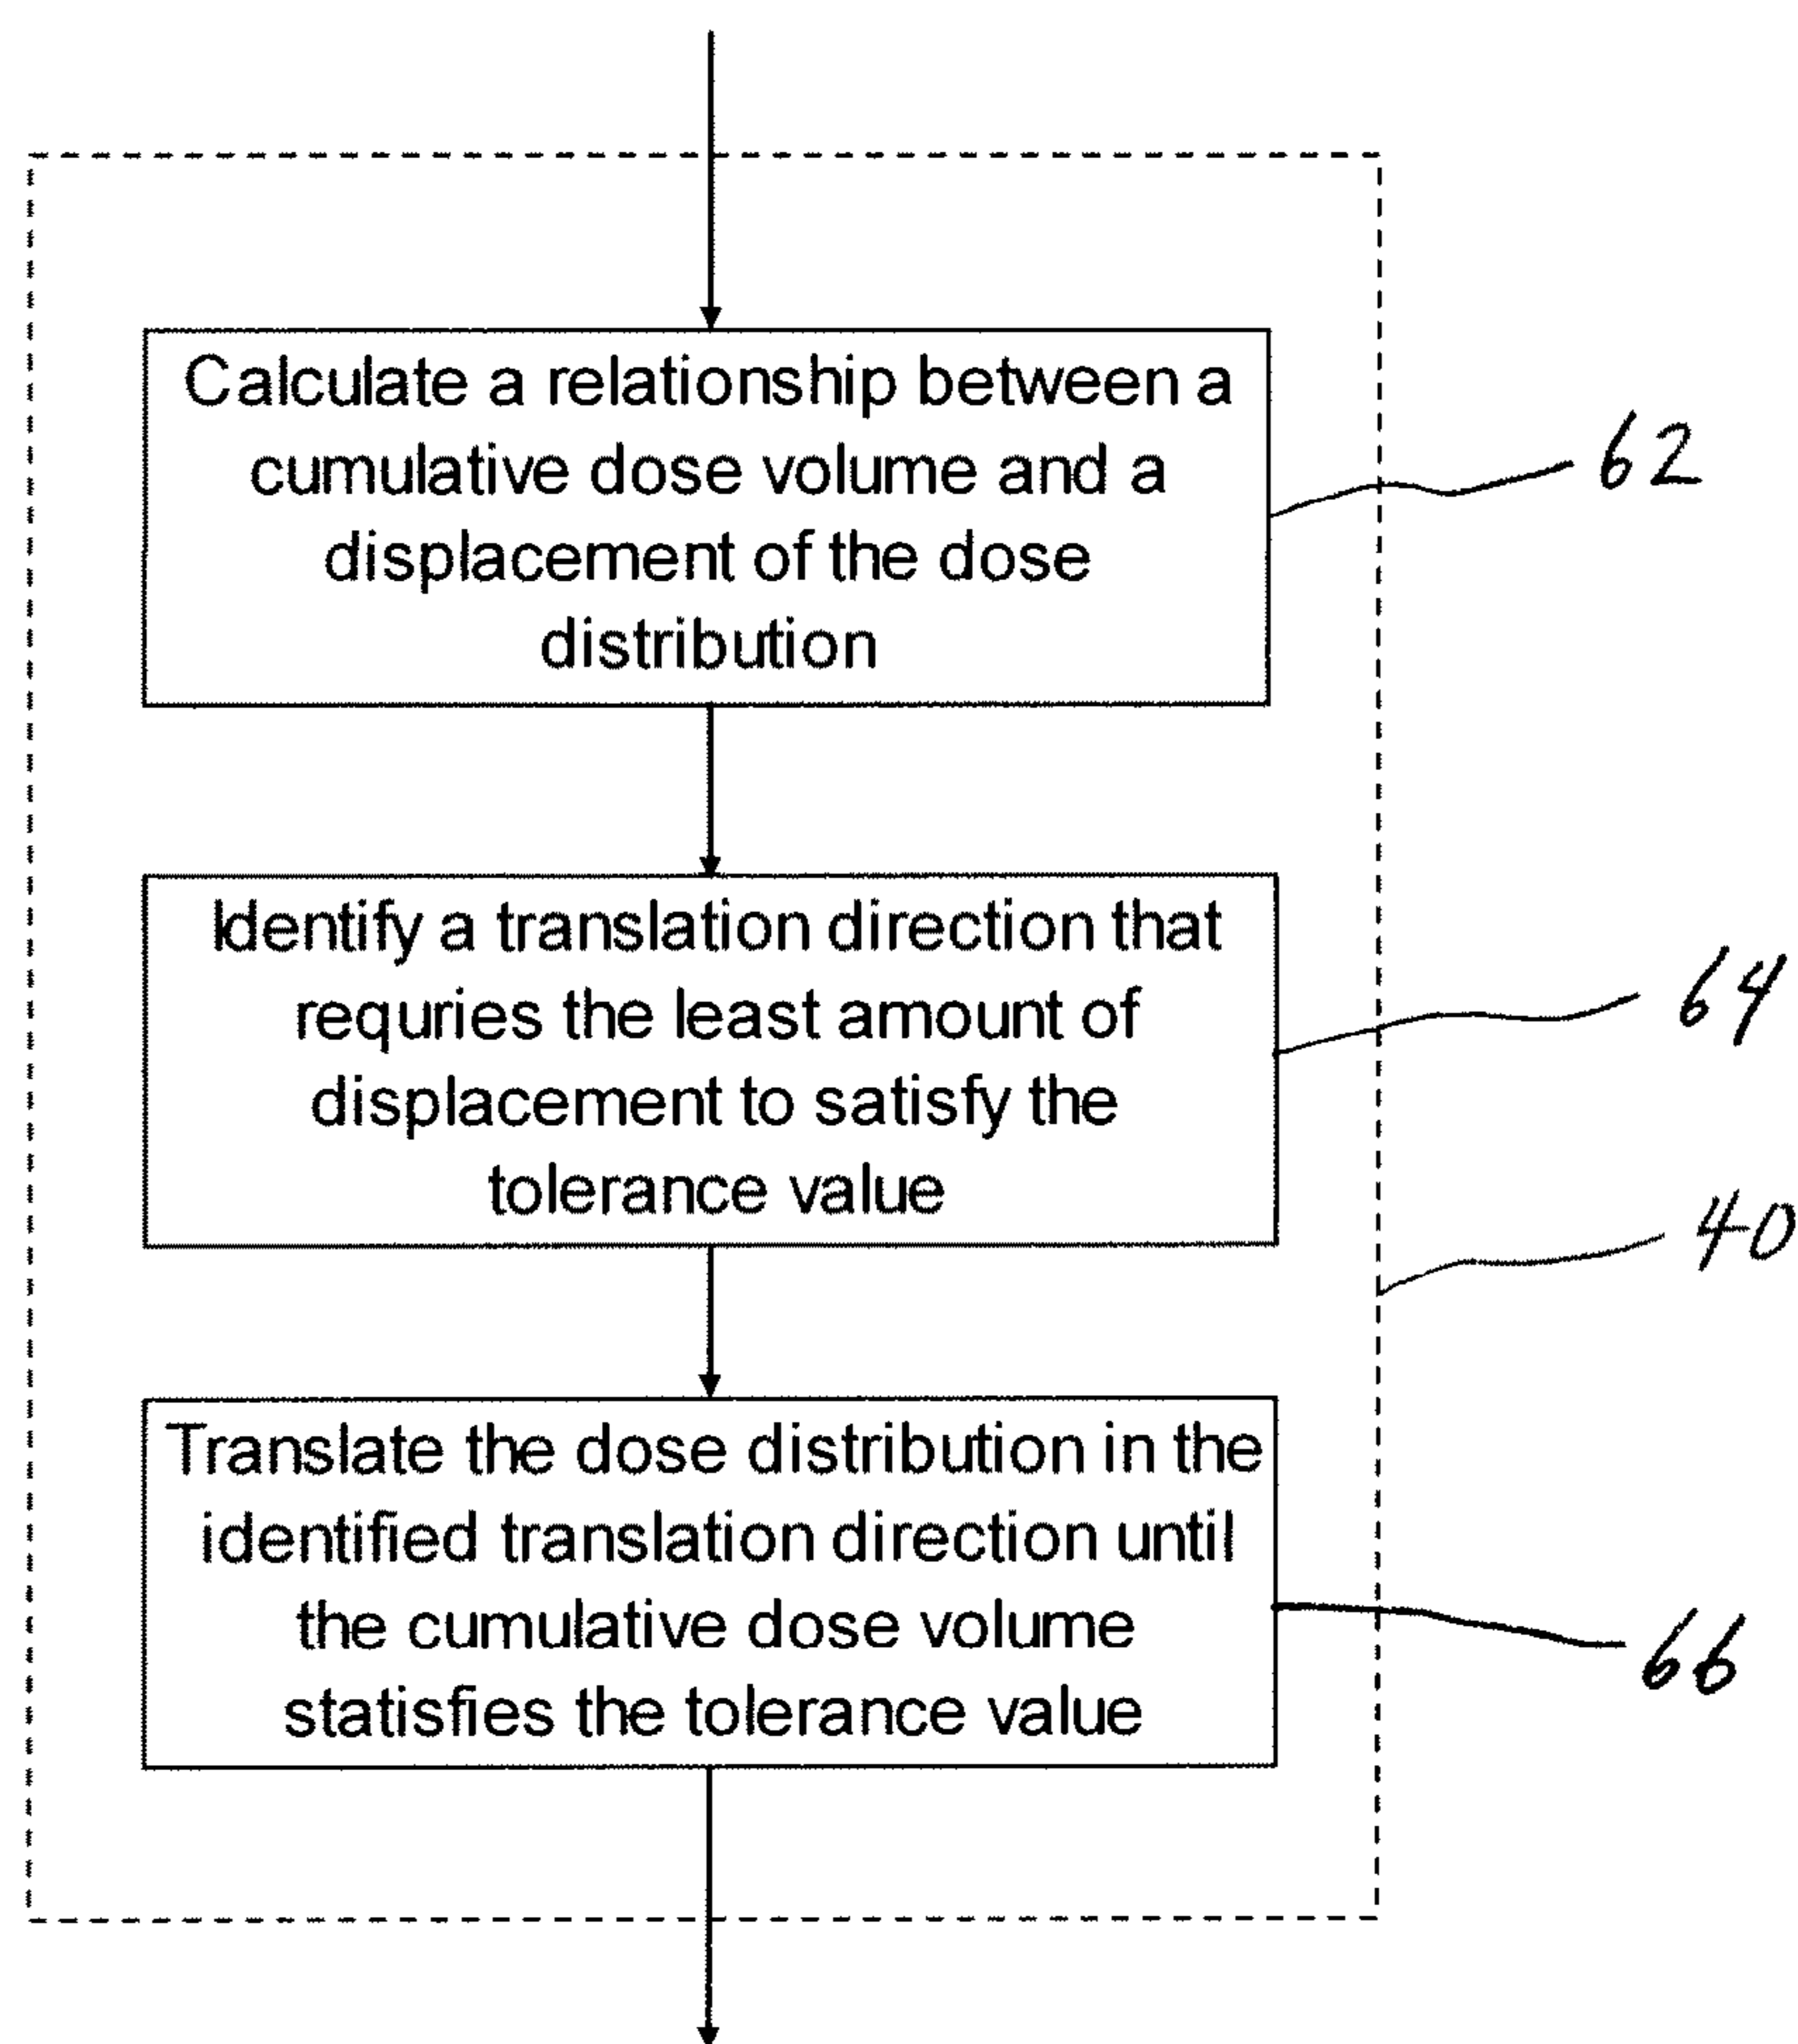 Calculate a relationship between a
cumulative dose volume and a
displacement of the dose
distribution
62
Identify a translation direction that
requries the least amount of
displacement to satisfy the
tolerance value
64
40
Translate the dose distribution in the
identified translation direction until
the cumulative dose volume
statisfies the tolerance value
66